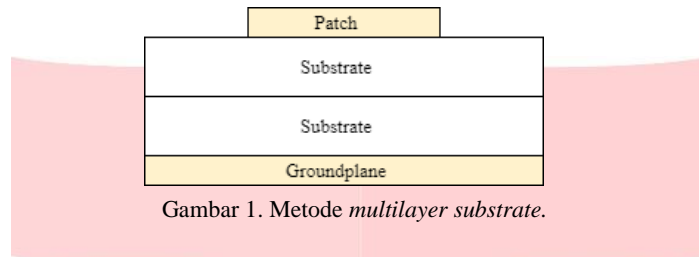 Patch
Substrate
Substrate
Groundplane
Gambar 1. Metode multilayer substrate.